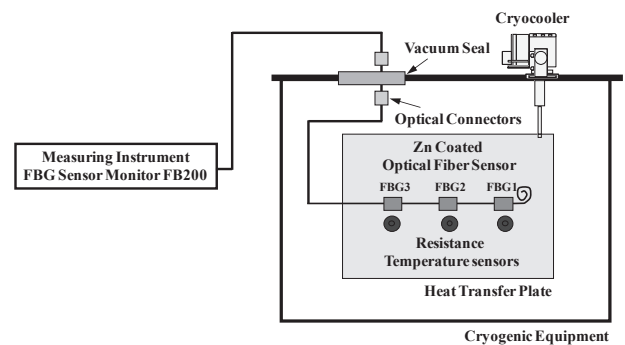 Cryocooler
Vacuum Seal
Optical Connectors
Measuring Instrument
FBG Sensor Monitor FB200
Zn Coated
Optical Fiber Sensor
FBG3 FBG2 FBG1
Resistance
Temperature sensors
Heat Transfer Plate
Cryogenic Equipment